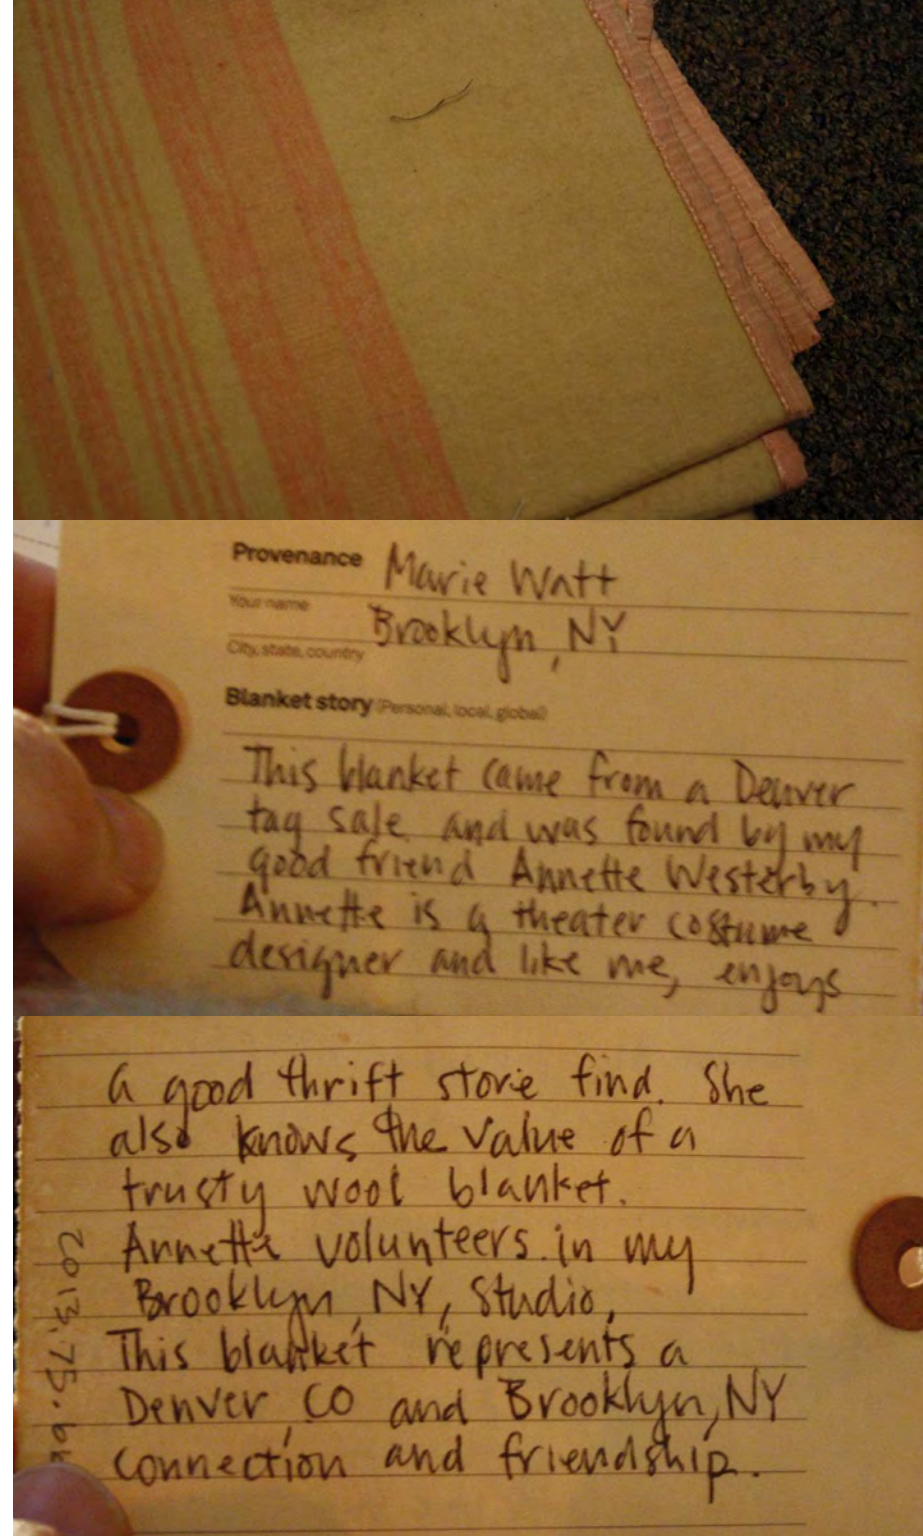 Provenance Marie Watt
Your name
Brooklyn, NY
City, state, country
Blanket story (Personal, local, global)
This blanket came from a Denver
tag sale and was found by my
good friend Annette Westerby.
Annette is a theater costume
designer and like me, enjoys
a good thrift store find. She
also knows the value of a
trusty wool blanket.
Annette volunteers in my
Brooklyn, NY, Studio.
This blanket represents a
Denver, CO and Brooklyn, NY
connection and friendship.
2013.75.